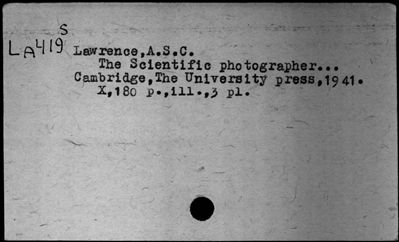 S
LA419
Lawrence,A.S.C.
The Scientific photographer...
Cambridge,The University press,1941.
X,180 p.,ill.,3 pl.